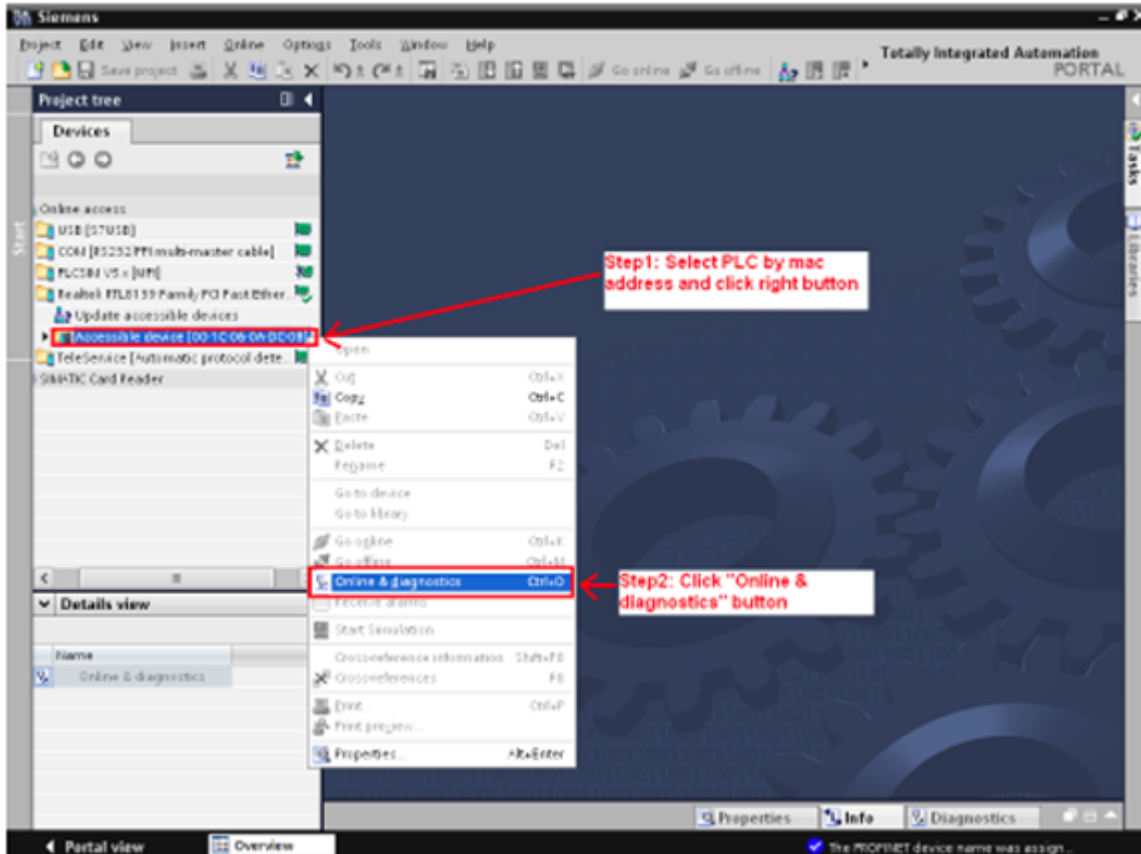 Siemens
Project Edit View Insert Online Options Tools Window Help
Totally Integrated Automation
PORTAL
Save project
Go online
Go offline
Project tree
Devices
Start
Tasks
Libraries
Online access
USB [S7USB]
COM [RS232 PPI multi-master cable]
PLCSIM V5.x [MPI]
Realtek RTL8139 Family PCI Fast Ether..
Update accessible devices
Accessible device
TeleService [Automatic protocol dete..
SIMATIC Card Reader
Step1: Select PLC by mac
address and click right button
Open
Cut Ctrl+X
Copy Ctrl+C
Paste Ctrl+V
Delete Del
Rename F2
Go to device
Go to library
Go online Ctrl+K
Go offline Ctrl+M
Online & diagnostics Ctrl+D
Step2: Click "Online &
diagnostics" button
Receive alarms
Start Simulation
Cross-reference information Shift+F8
Cross-references F8
Print... Ctrl+P
Print preview...
Properties... Alt+Enter
Details view
Name
Online & diagnostics
Properties
Info
Diagnostics
Portal view
Overview
The PROFINET device name was assign...